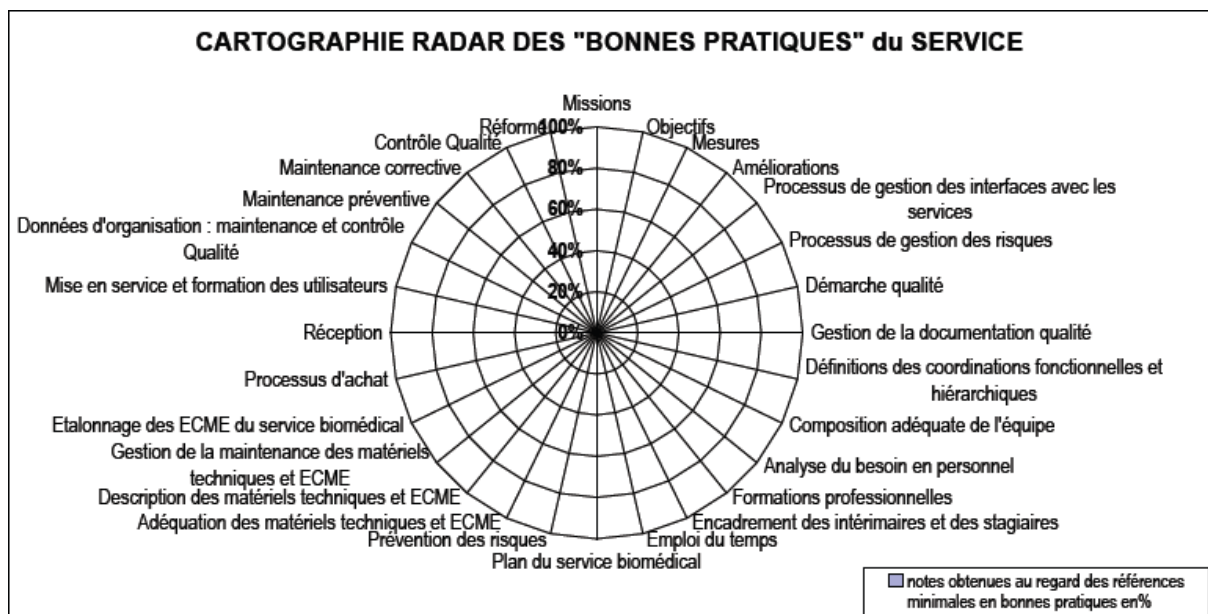 CARTOGRAPHIE RADAR DES "BONNES PRATIQUES" du SERVICE
Missions
Objectifs
Mesures
Améliorations
Processus de gestion des interfaces avec les
services
Processus de gestion des risques
Démarche qualité
Gestion de la documentation qualité
Définitions des coordinations fonctionnelles et
hiérarchiques
Composition adéquate de l'équipe
Analyse du besoin en personnel
Formations professionnelles
Encadrement des intérimaires et des stagiaires
Emploi du temps
Plan du service biomédical
Prévention des risques
Adéquation des matériels techniques et ECME
Description des matériels techniques et ECME
Gestion de la maintenance des matériels
techniques et ECME
Etalonnage des ECME du service biomédical
Processus d'achat
Réception
Mise en service et formation des utilisateurs
Données d'organisation : maintenance et contrôle
Qualité
Maintenance préventive
Maintenance corrective
Contrôle Qualité
Réforme
100%
80%
60%
40%
20%
0%
notes obtenues au regard des références
minimales en bonnes pratiques en%